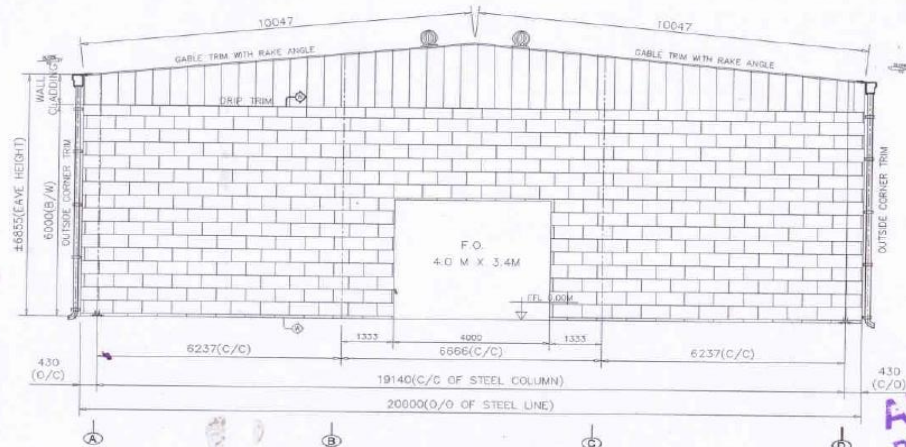 10047
10047
GABLE TRIM WITH RAKE ANGLE
GABLE TRIM WITH RAKE ANGLE
WALL CLADDING
DRIP TRIM
A
±6855(EAVE HEIGHT)
6000(B/W)
OUTSIDE CORNER TRIM
OUTSIDE CORNER TRIM
F.O.
4.0 M X 3.4M
FFL 0.00M
A
1333
4000
1333
6237(C/C)
6666(C/C)
6237(C/C)
430
(O/C)
19140(C/C OF STEEL COLUMN)
430
(C/O)
20000(O/O OF STEEL LINE)
A
B
C
D
A